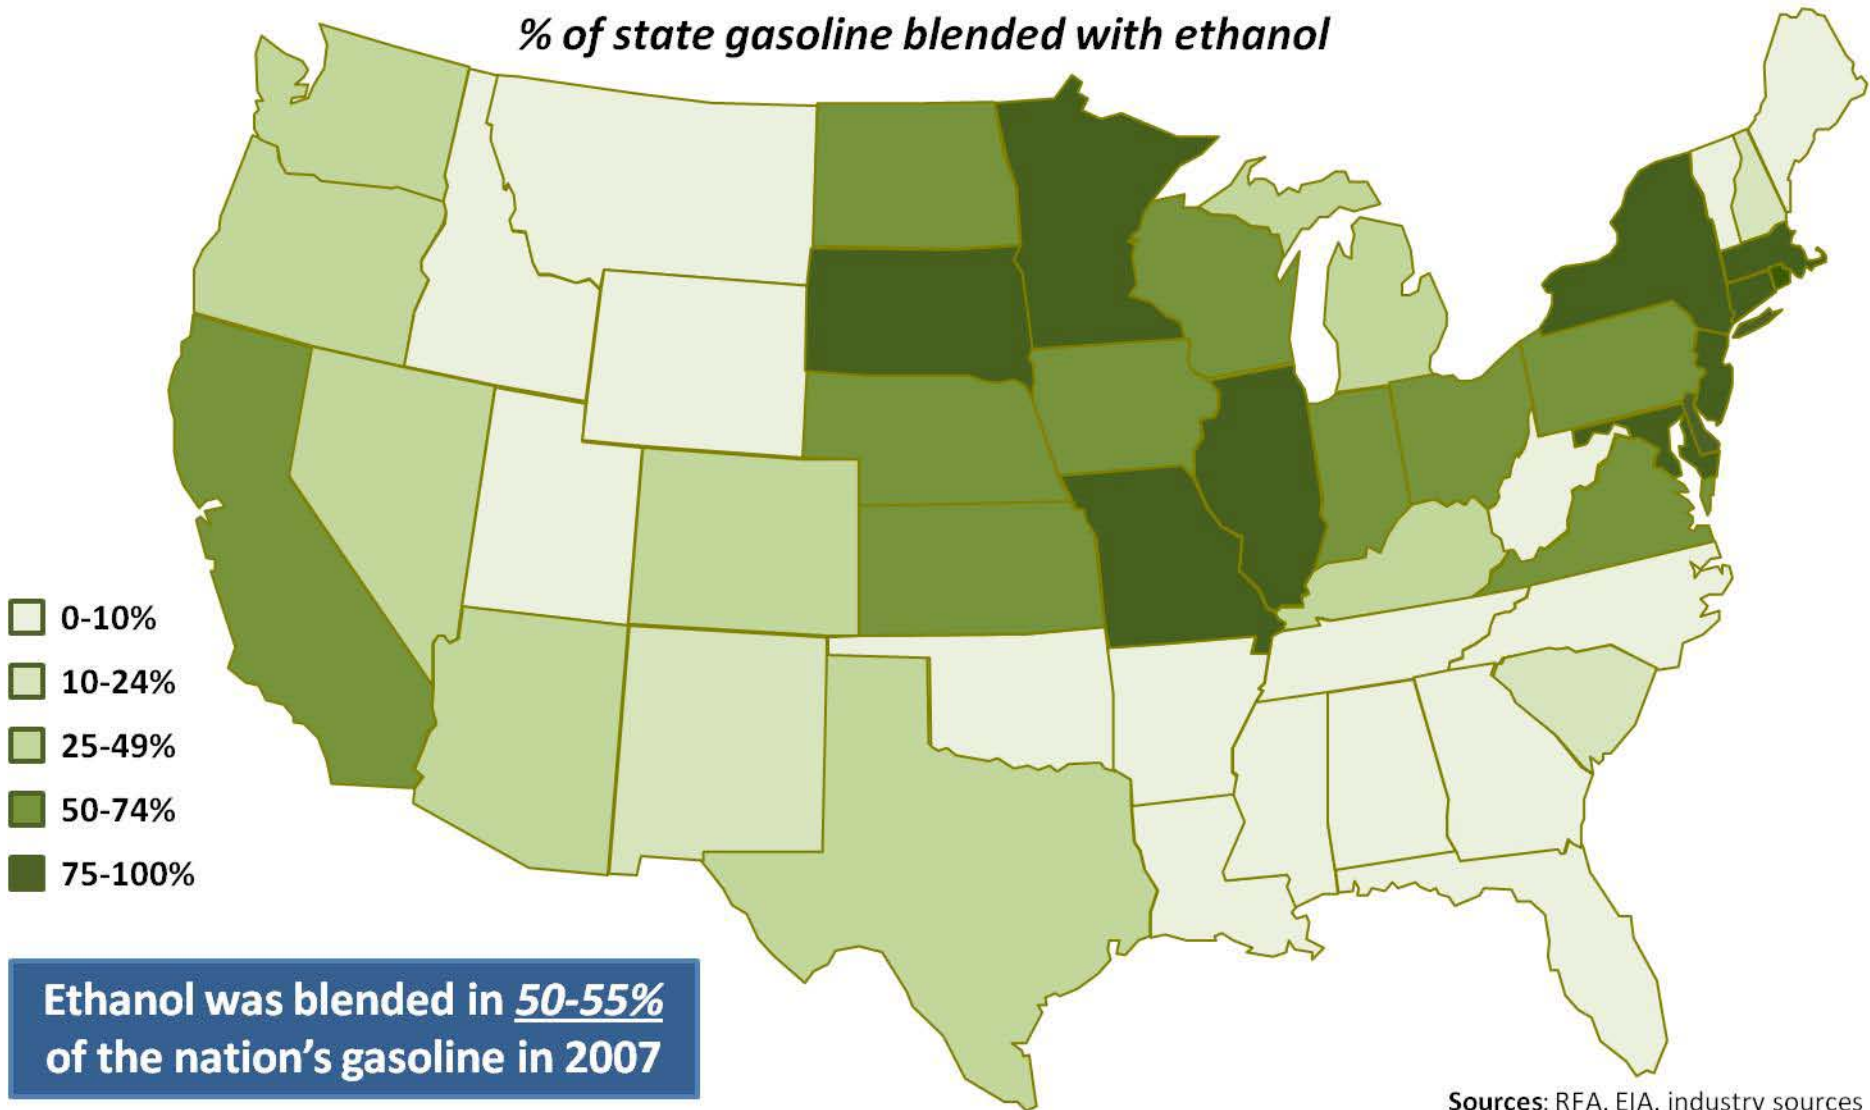 % of state gasoline blended with ethanol
0-10%
10-24%
25-49%
50-74%
75-100%
Ethanol was blended in 50-55%
of the nation's gasoline in 2007
Sources: RFA, EIA, industry sources